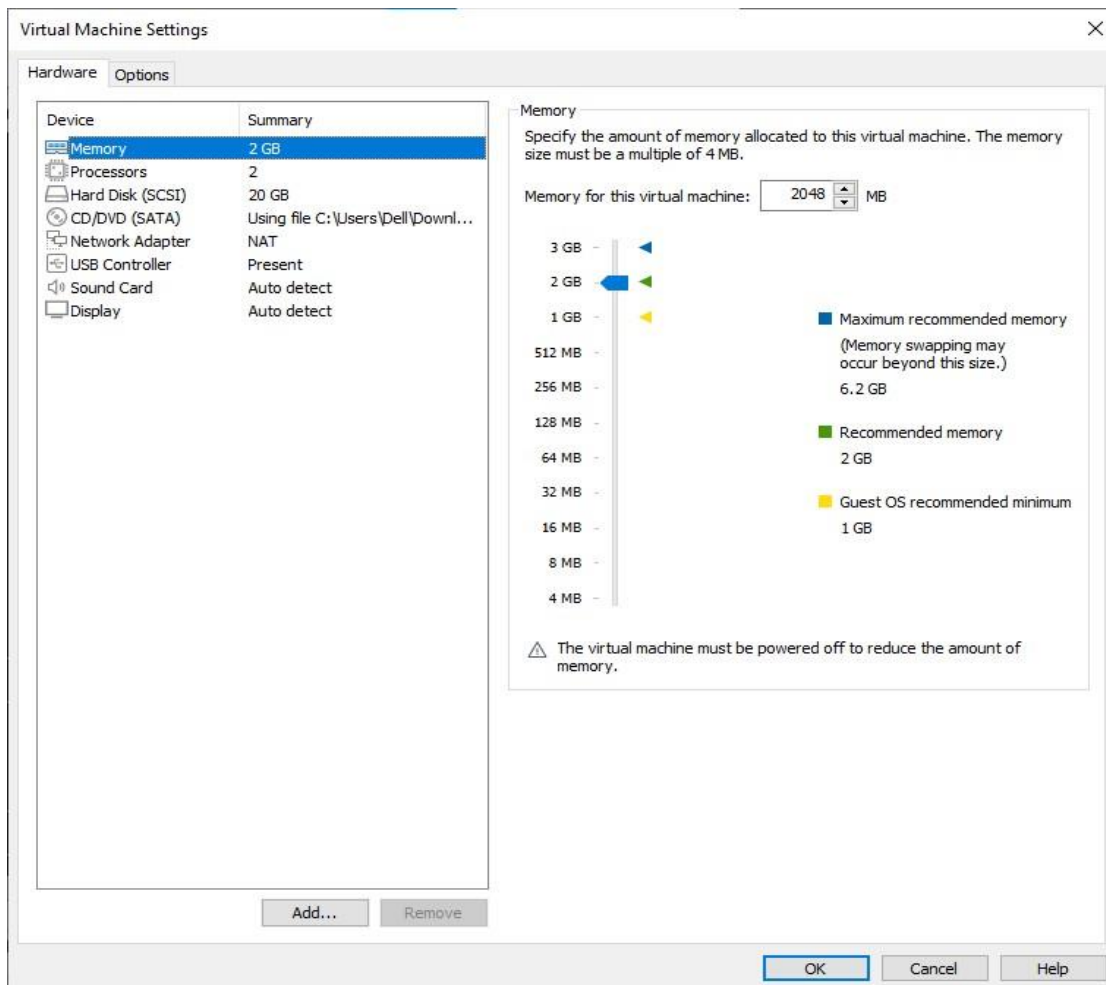 Virtual Machine Settings
Hardware Options
Device Summary
Memory 2 GB
Processors 2
Hard Disk (SCSI) 20 GB
CD/DVD (SATA) Using file C:\Users\Dell\Downl...
Network Adapter NAT
USB Controller Present
Sound Card Auto detect
Display Auto detect
Add... Remove
Memory
Specify the amount of memory allocated to this virtual machine. The memory
size must be a multiple of 4 MB.
Memory for this virtual machine: 2048 MB
3 GB
2 GB
1 GB
512 MB
256 MB
128 MB
64 MB
32 MB
16 MB
8 MB
4 MB
Maximum recommended memory
(Memory swapping may
occur beyond this size.)
6.2 GB
Recommended memory
2 GB
Guest OS recommended minimum
1 GB
The virtual machine must be powered off to reduce the amount of
memory.
OK Cancel Help